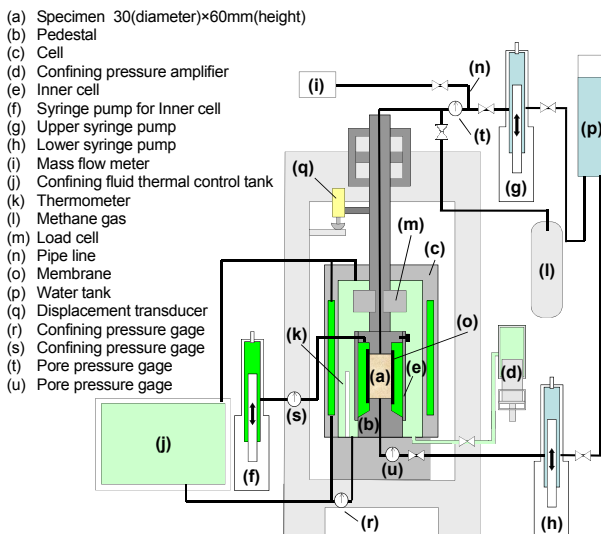 (a) Specimen 30(diameter)×60mm(height)
(b) Pedestal
(c) Cell
(d) Confining pressure amplifier
(e) Inner cell
(f) Syringe pump for Inner cell
(g) Upper syringe pump
(h) Lower syringe pump
(i) Mass flow meter
(j) Confining fluid thermal control tank
(k) Thermometer
(l) Methane gas
(m) Load cell
(n) Pipe line
(o) Membrane
(p) Water tank
(q) Displacement transducer
(r) Confining pressure gage
(s) Confining pressure gage
(t) Pore pressure gage
(u) Pore pressure gage
(n)
(i)
(t)
(p)
(q)
(g)
(m)
(c)
(l)
(k)
(o)
(a)
(e)
(d)
(s)
(b)
(j)
(f)
(u)
(r)
(h)